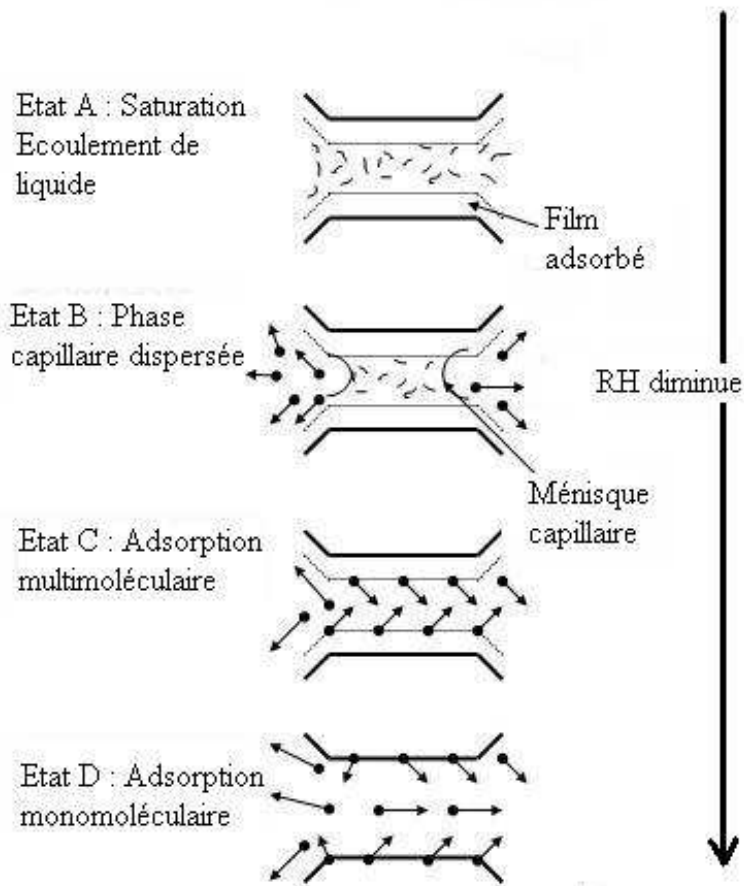 Etat A : Saturation
Ecoulement de
liquide
Film
adsorbé
Etat B : Phase
capillaire dispersée
RH diminue
Ménisque
capillaire
Etat C : Adsorption
multimoléculaire
Etat D : Adsorption
monomoléculaire